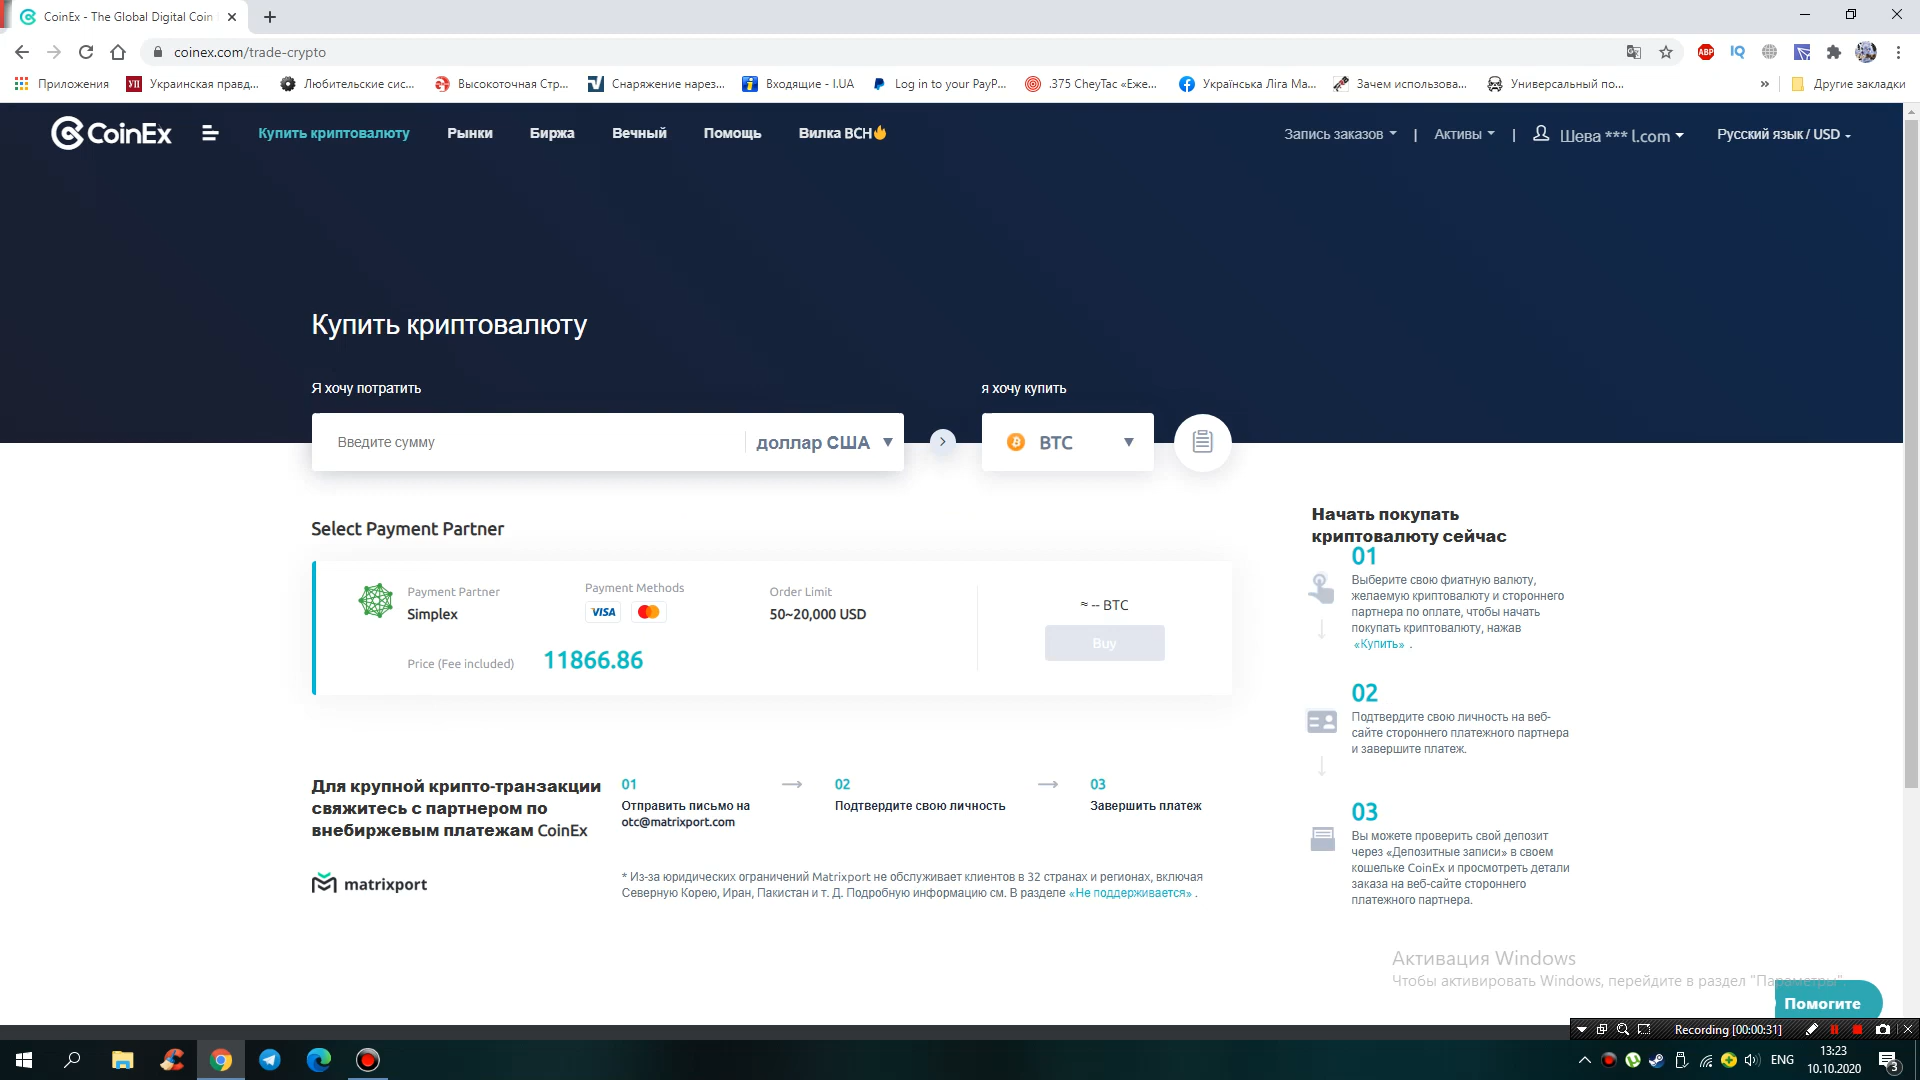 CoinEx - The Global Digital Coin
coinex.com/trade-crypto
ABP
IQ
Приложения
УП
Украинская правд...
Любительские сис...
Высокоточная Стр...
Снаряжение нарез...
Входящие - I.UA
Log in to your PayP...
.375 CheyTac «Еже...
Українська Ліга Ма...
Зачем использова...
Универсальный по...
»
Другие закладки
CoinEx
Купить криптовалюту
Рынки
Биржа
Вечный
Помощь
Вилка BCH
Запись заказов
|
Активы
|
Шева *** l.com
Русский язык / USD
Купить криптовалюту
Я хочу потратить
я хочу купить
Введите сумму
доллар США
BTC
Select Payment Partner
Payment Partner
Simplex
Payment Methods
VISA
Order Limit
50~20,000 USD
Price (Fee included)
11866.86
≈ -- BTC
Buy
Начать покупать
криптовалюту сейчас
01
Выберите свою фиатную валюту,
желаемую криптовалюту и стороннего
партнера по оплате, чтобы начать
покупать криптовалюту, нажав
«Купить» .
02
Подтвердите свою личность на веб-
сайте стороннего платежного партнера
и завершите платеж.
03
Вы можете проверить свой депозит
через «Депозитные записи» в своем
кошельке CoinEx и просмотреть детали
заказа на веб-сайте стороннего
платежного партнера.
Для крупной крипто-транзакции
свяжитесь с партнером по
внебиржевым платежам CoinEx
01
Отправить письмо на
otc@matrixport.com
02
Подтвердите свою личность
03
Завершить платеж
matrixport
* Из-за юридических ограничений Matrixport не обслуживает клиентов в 32 странах и регионах, включая
Северную Корею, Иран, Пакистан и т. Д. Подробную информацию см. В разделе «Не поддерживается» .
Активация Windows
Чтобы активировать Windows, перейдите в раздел "Параметры".
Помогите
Recording [00:00:31]
ENG
13:23
10.10.2020
3